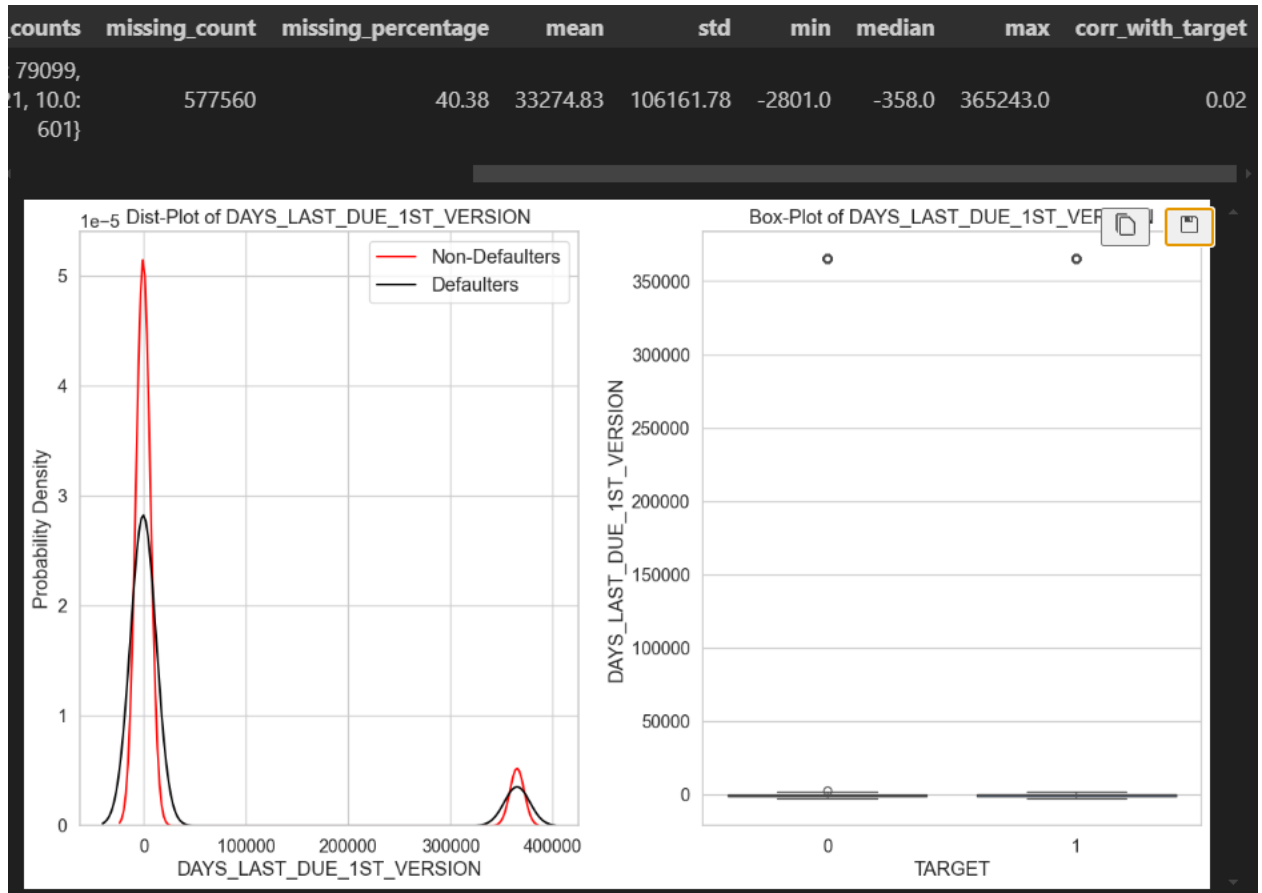 _counts missing_count missing_percentage mean std min median max corr_with_target
: 79099,
21, 10.0: 577560 40.38 33274.83 106161.78 -2801.0 -358.0 365243.0 0.02
601}
1e−5 Dist-Plot of DAYS_LAST_DUE_1ST_VERSION
Non-Defaulters
Defaulters
5
4
3
2
1
0
Probability Density
0 100000 200000 300000 400000
DAYS_LAST_DUE_1ST_VERSION
Box-Plot of DAYS_LAST_DUE_1ST_VER
350000
300000
250000
200000
150000
100000
50000
0
DAYS_LAST_DUE_1ST_VERSION
0 1
TARGET